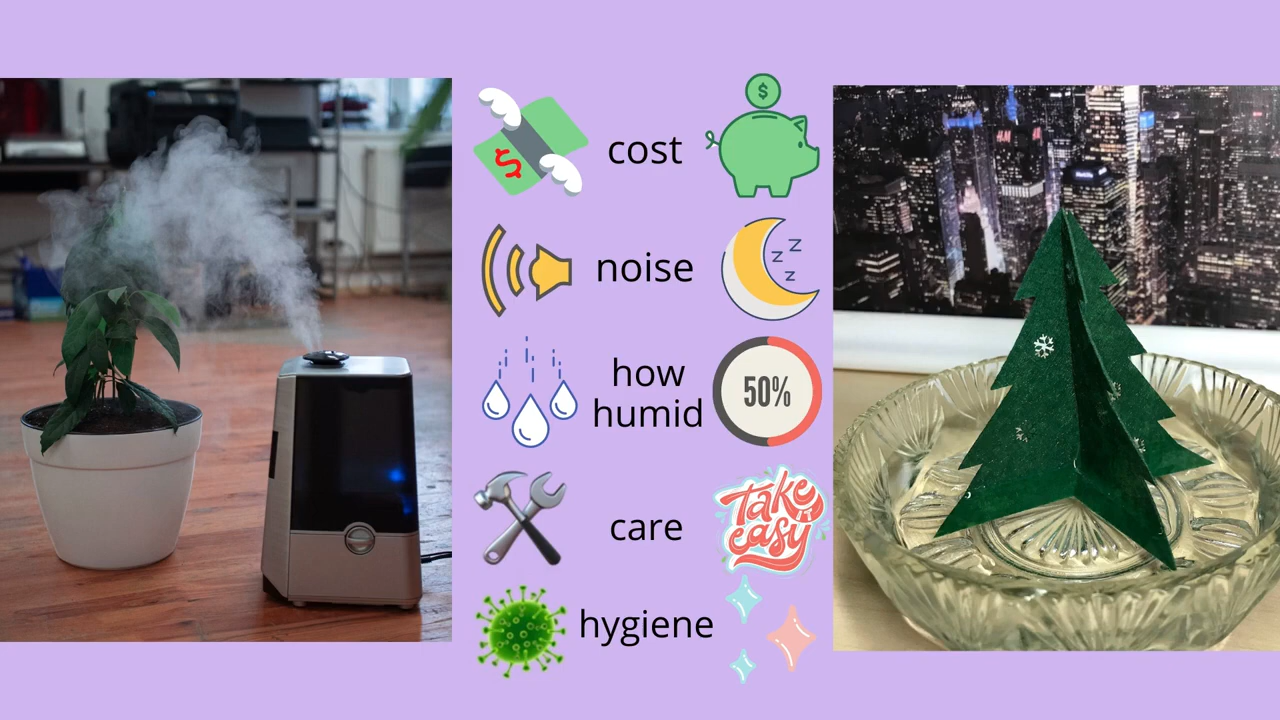 $
cost
$
noise
z
z
z
how
humid
50%
care
take
it
easy
hygiene